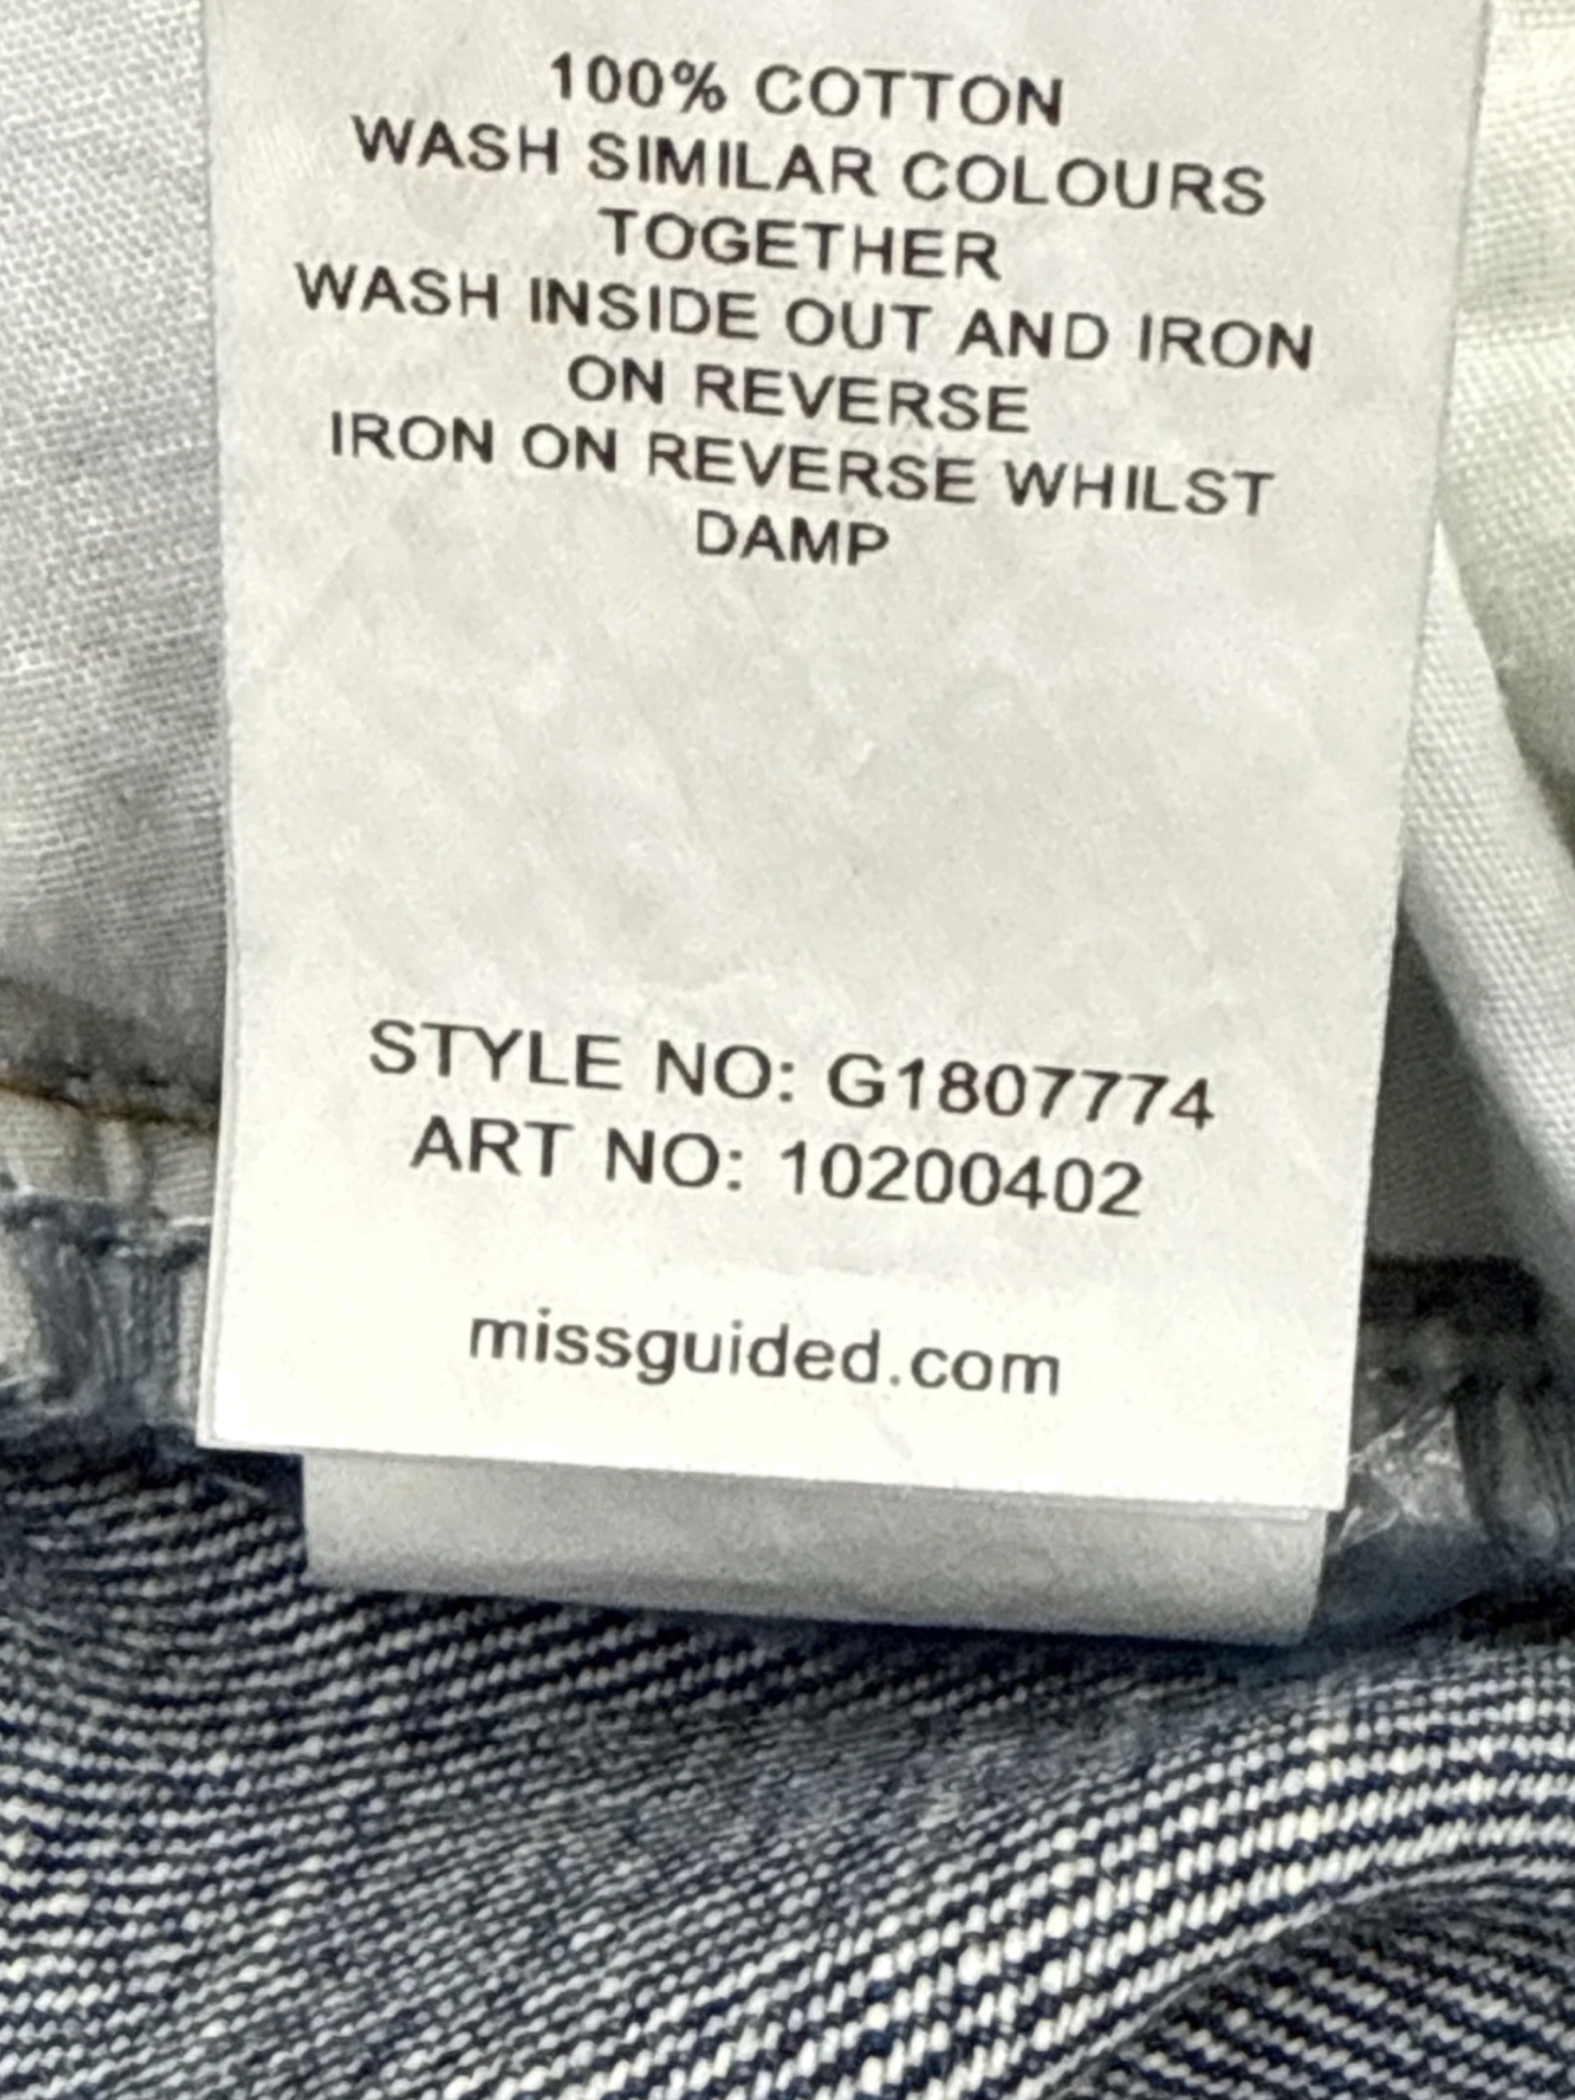 100% COTTON
WASH SIMILAR COLOURS
TOGETHER
WASH INSIDE OUT AND IRON
ON REVERSE
IRON ON REVERSE WHILST
DAMP
STYLE NO: G1807774
ART NO: 10200402
missguided.com